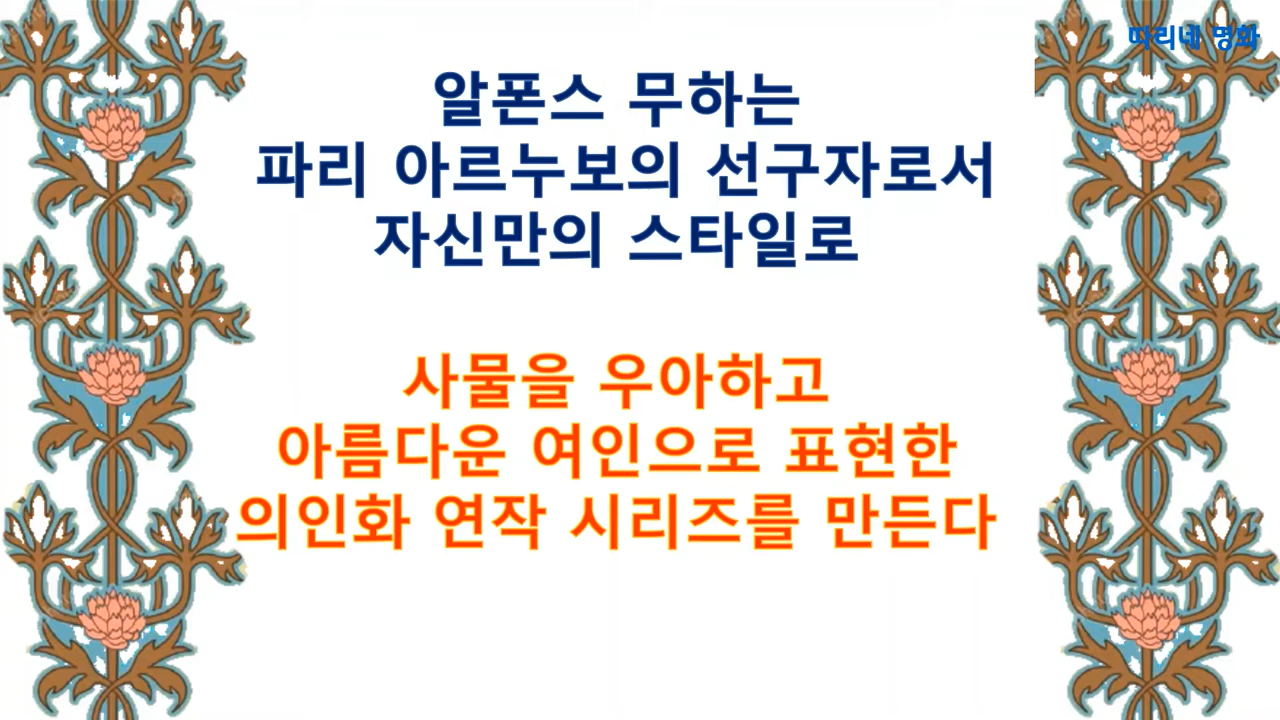 따리네 명화
알폰스 무하는
파리 아르누보의 선구자로서
자신만의 스타일로
사물을 우아하고
아름다운 여인으로 표현한
의인화 연작 시리즈를 만든다